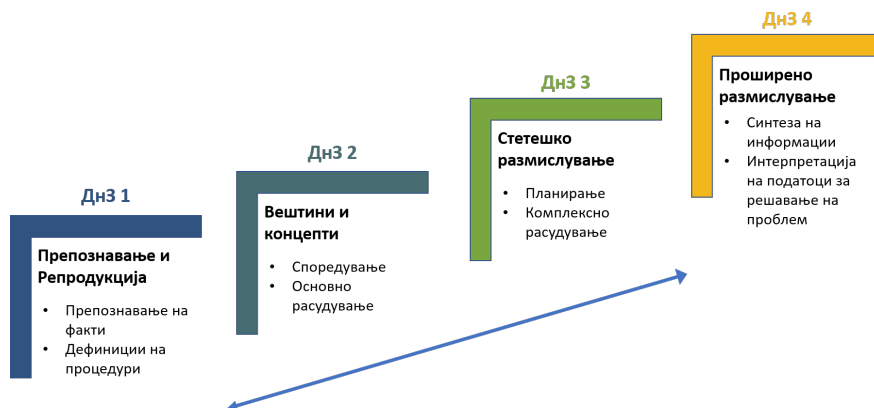 ДнЗ 1
Препознавање и
Репродукција
• Препознавање на
факти
• Дефиниции на
процедури
ДнЗ 2
Вештини и
концепти
• Споредување
• Основно
расудување
ДнЗ 3
Стетешко
размислување
• Планирање
• Комплексно
расудување
ДнЗ 4
Проширено
размислување
• Синтеза на
информации
• Интерпретација
на податоци за
решавање на
проблем